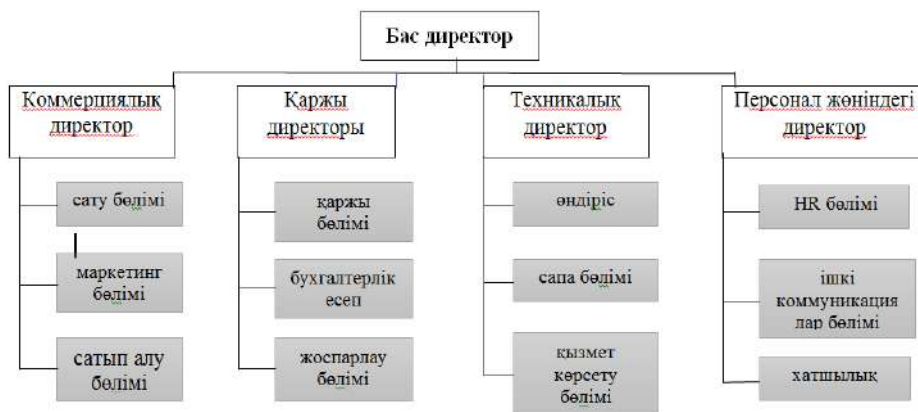 Бас директор
Коммерциялық
директор
Қаржы
директоры
Техникалық
директор
Персонал жөніндегі
директор
сату бөлімі
маркетинг
бөлімі
сатып алу
бөлімі
қаржы
бөлімі
бухгалтерлік
есеп
жоспарлау
бөлімі
өндіріс
сапа бөлімі
қызмет
көрсету
бөлімі
HR бөлімі
ішкі
коммуникация
лар бөлімі
хатшылық